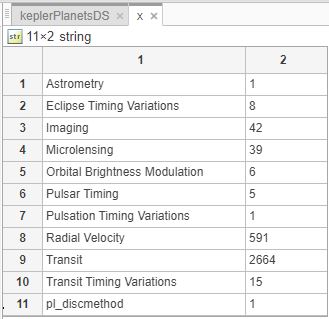 keplerPlanetsDS × x ×
str 11×2 string
1 2
1 Astrometry 1
2 Eclipse Timing Variations 8
3 Imaging 42
4 Microlensing 39
5 Orbital Brightness Modulation 6
6 Pulsar Timing 5
7 Pulsation Timing Variations 1
8 Radial Velocity 591
9 Transit 2664
10 Transit Timing Variations 15
11 pl_discmethod 1